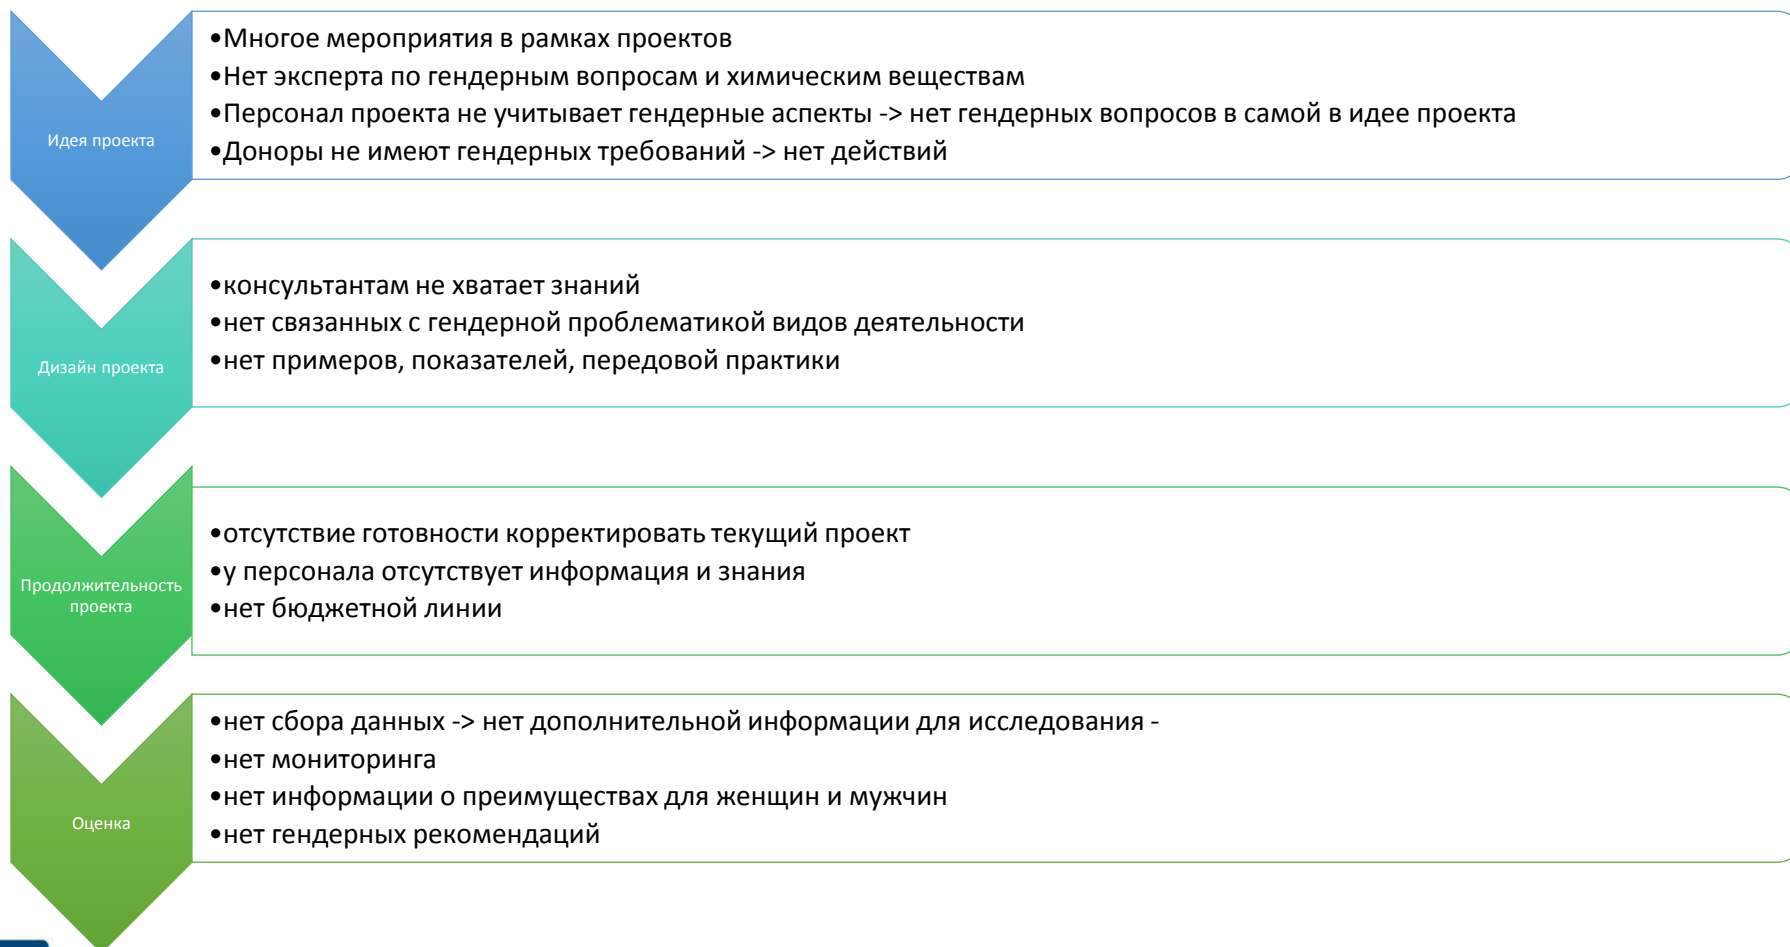 Идея проекта
•Многое мероприятия в рамках проектов
•Нет эксперта по гендерным вопросам и химическим веществам
•Персонал проекта не учитывает гендерные аспекты -> нет гендерных вопросов в самой в идее проекта
•Доноры не имеют гендерных требований -> нет действий
Дизайн проекта
•консультантам не хватает знаний
•нет связанных с гендерной проблематикой видов деятельности
•нет примеров, показателей, передовой практики
Продолжительность
проекта
•отсутствие готовности корректировать текущий проект
•у персонала отсутствует информация и знания
•нет бюджетной линии
Оценка
•нет сбора данных -> нет дополнительной информации для исследования -
•нет мониторинга
•нет информации о преимуществах для женщин и мужчин
•нет гендерных рекомендаций